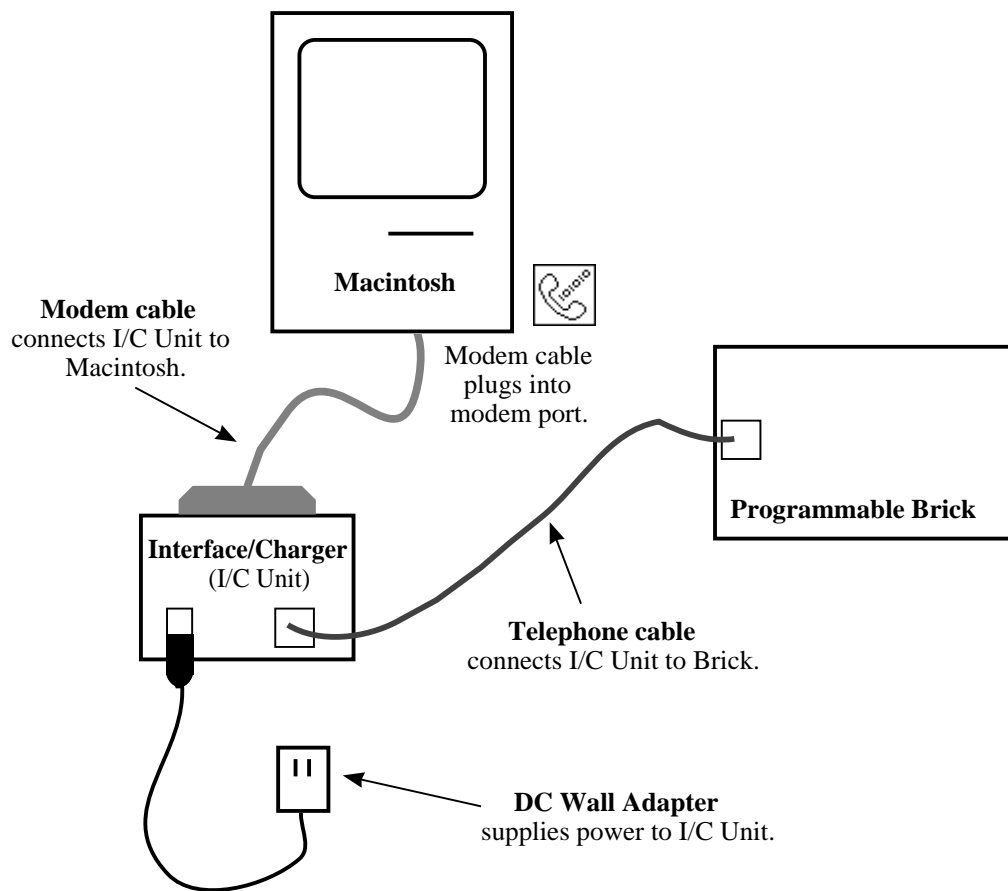 Macintosh
Modem cable
connects I/C Unit to
Macintosh.
Modem cable
plugs into
modem port.
Programmable Brick
Interface/Charger
(I/C Unit)
Telephone cable
connects I/C Unit to Brick.
DC Wall Adapter
supplies power to I/C Unit.